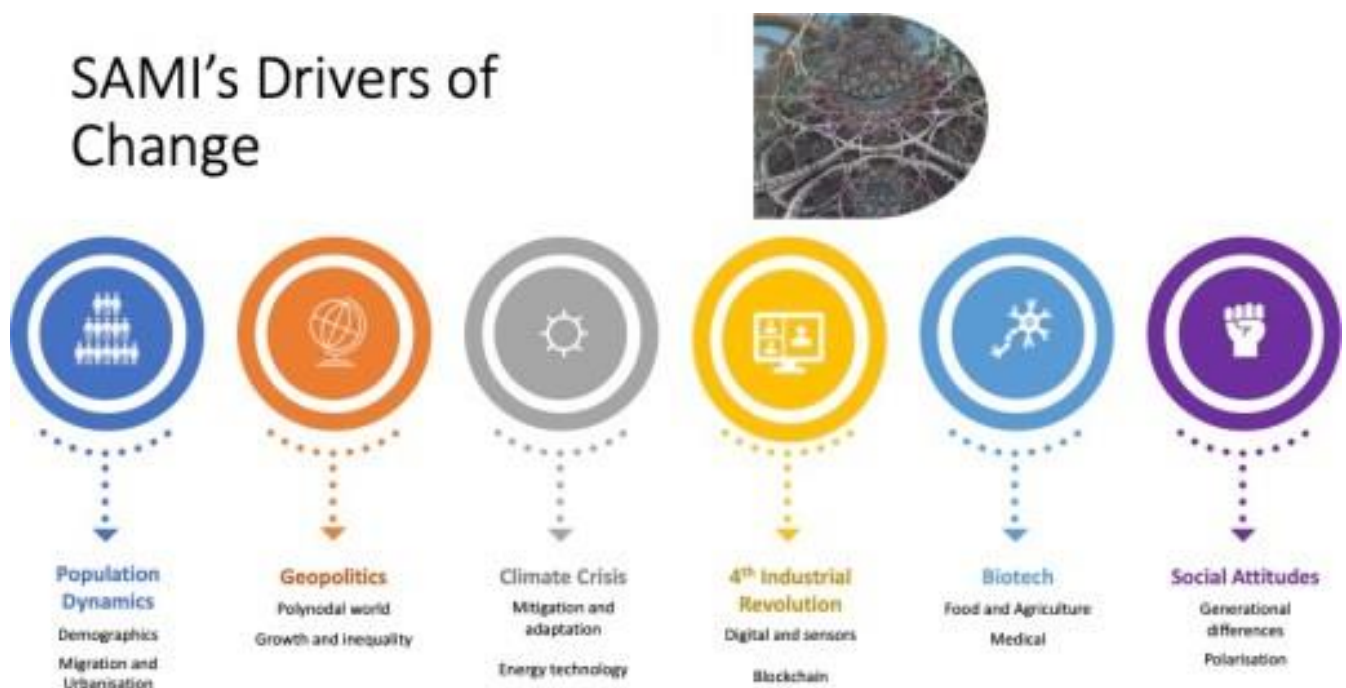 SAMI's Drivers of
Change
Population
Dynamics
Demographics
Migration and
Urbanisation
Geopolitics
Polynodal world
Growth and inequality
Climate Crisis
Mitigation and
adaptation
Energy technology
4th Industrial
Revolution
Digital and sensors
Blockchain
Biotech
Food and Agriculture
Medical
Social Attitudes
Generational
differences
Polarisation